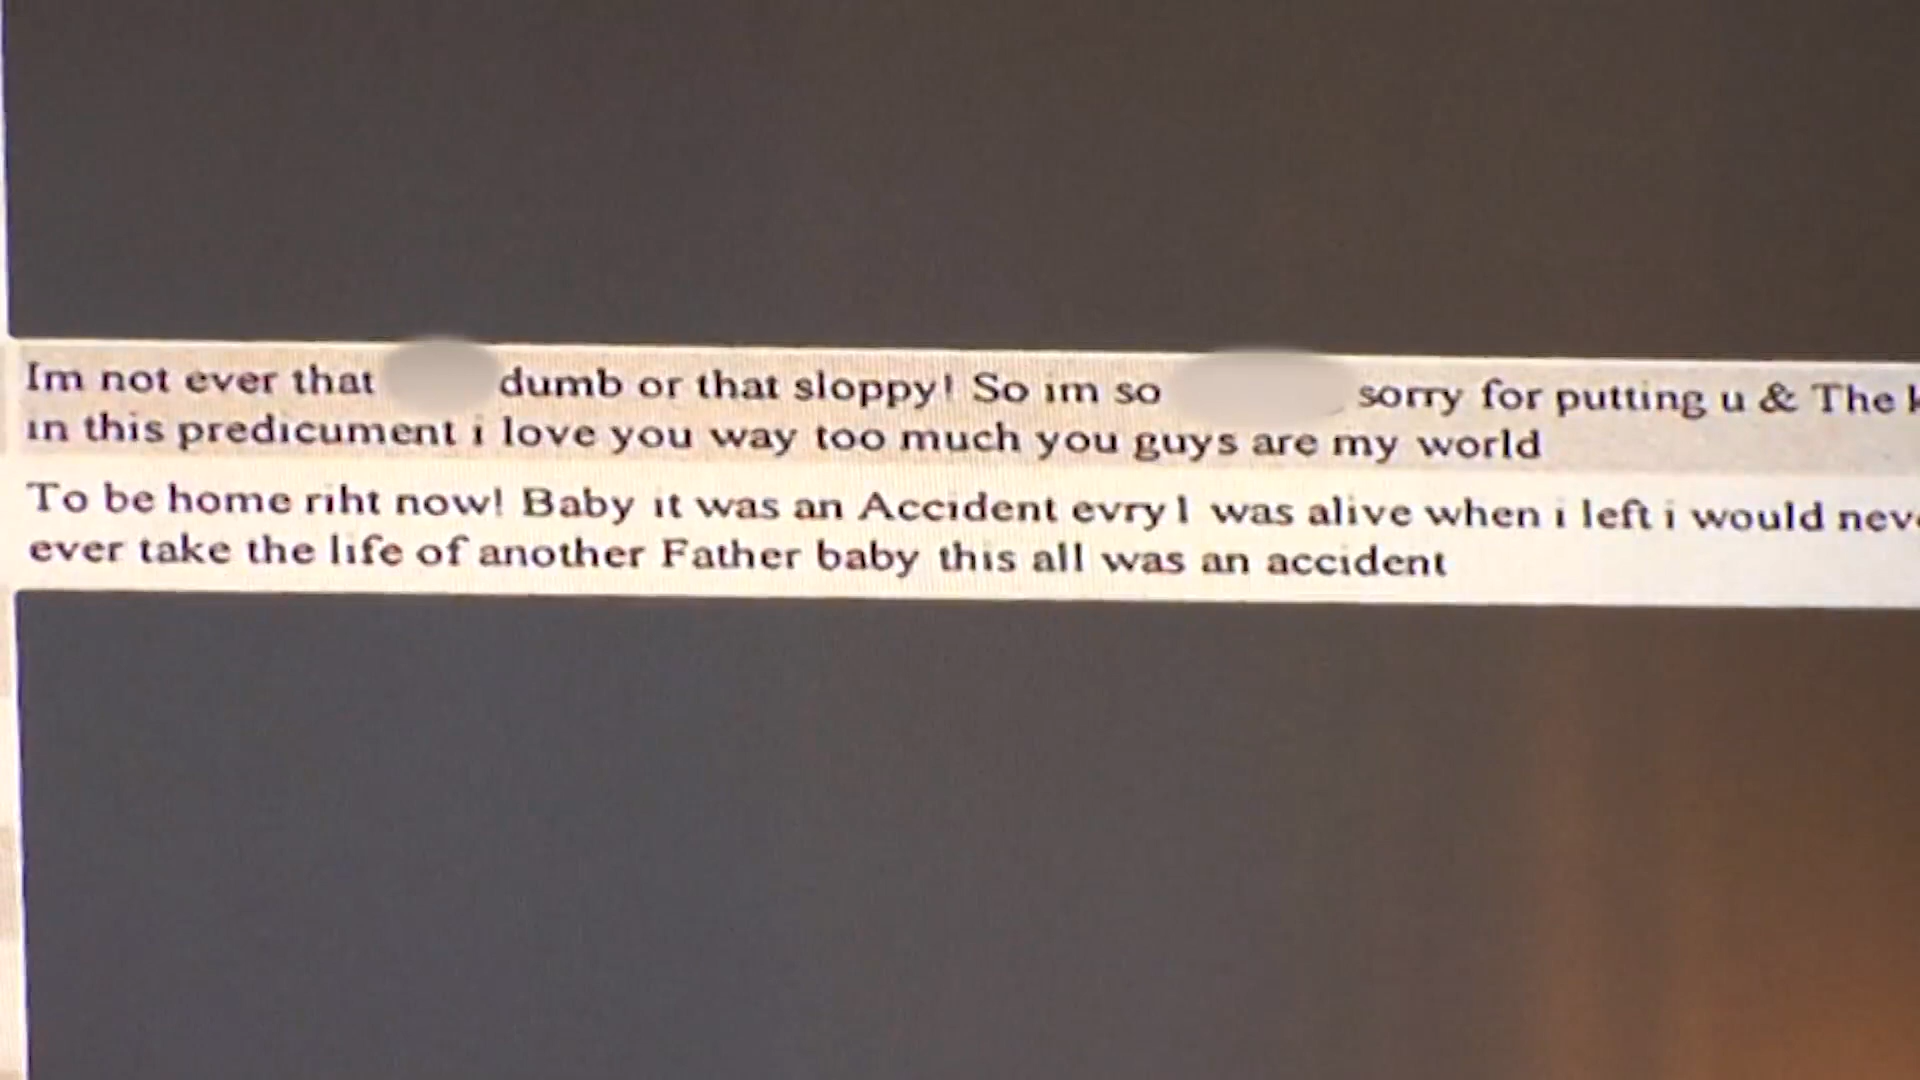 Im not ever that dumb or that sloppy! So im so sorry for putting u & The
in this predicument i love you way too much you guys are my world
To be home riht now! Baby it was an Accident evry1 was alive when i left i would
ever take the life of another Father baby this all was an accident